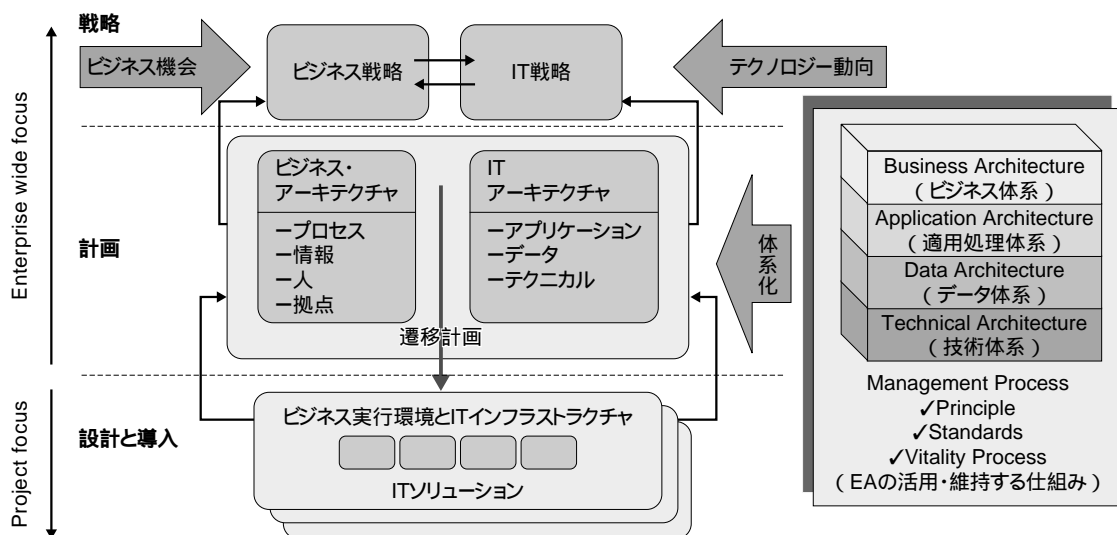 戦略
ビジネス機会
ビジネス戦略
IT戦略
テクノロジー動向
Enterprise wide focus
計画
ビジネス・
アーキテクチャ
ープロセス
ー情報
ー人
ー拠点
IT
アーキテクチャ
ーアプリケーション
ーデータ
ーテクニカル
遷移計画
体系化
Project focus
設計と導入
ビジネス実行環境とITインフラストラクチャ
ITソリューション
Business Architecture
(ビジネス体系)
Application Architecture
(適用処理体系)
Data Architecture
(データ体系)
Technical Architecture
(技術体系)
Management Process
✓Principle
✓Standards
✓Vitality Process
(EAの活用・維持する仕組み)